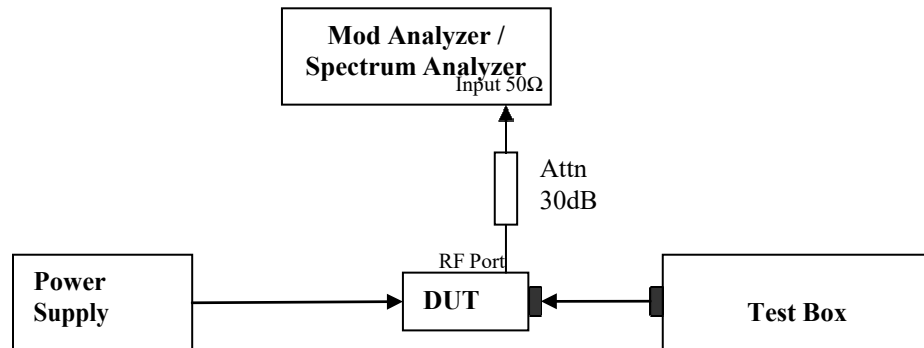 Mod Analyzer /
Spectrum Analyzer
Input 50Ω
Attn
30dB
RF Port
Power
Supply
DUT
Test Box